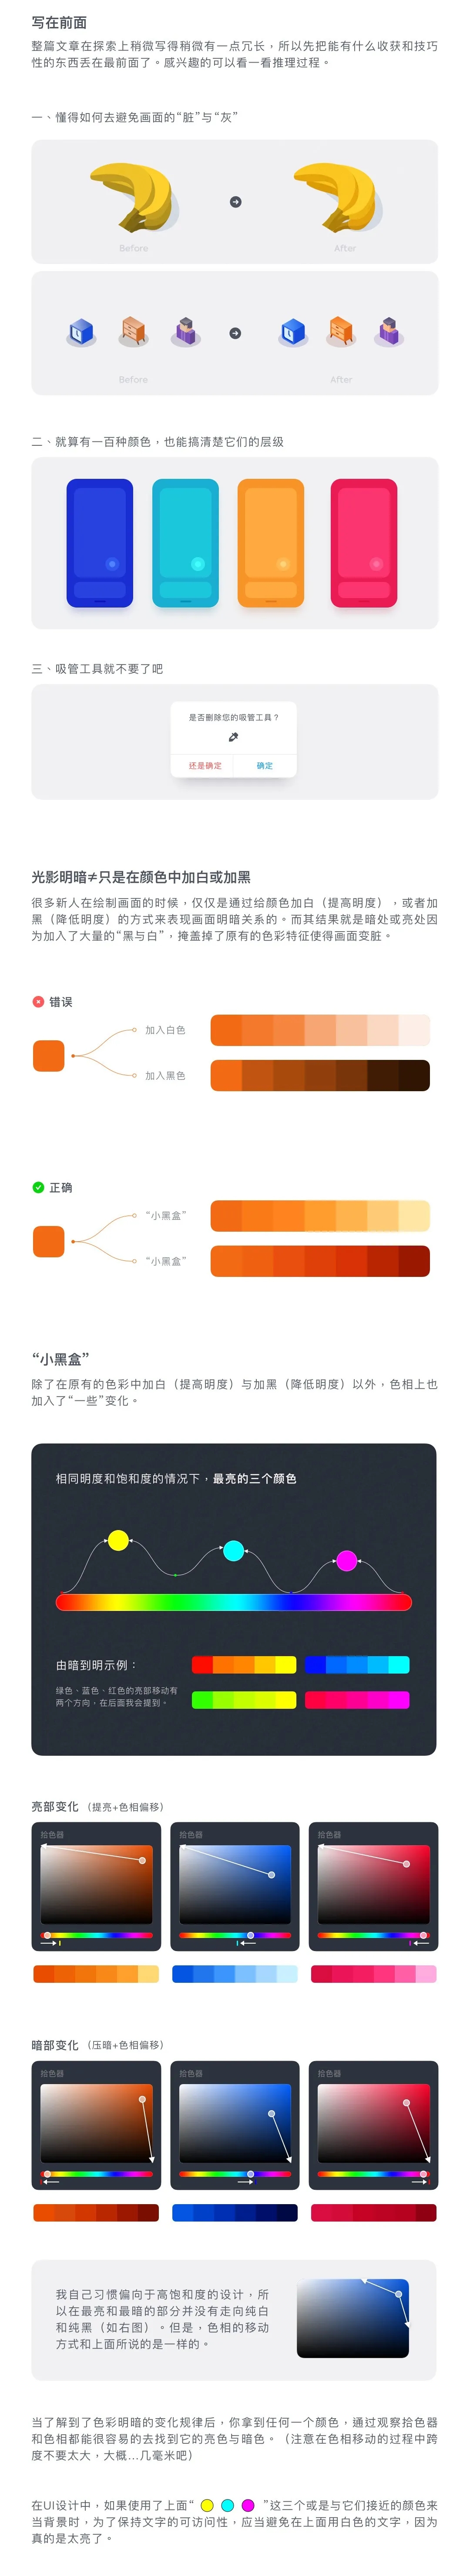 写在前面
整篇文章在探索上稍微写得稍微有一点冗长，所以先把能有什么收获和技巧
性的东西丢在最前面了。感兴趣的可以看一看推理过程。
一、懂得如何去避免画面的“脏”与“灰”
Before
After
Before
After
二、就算有一百种颜色，也能搞清楚它们的层级
三、吸管工具就不要了吧
是否删除您的吸管工具？
还是确定
确定
光影明暗≠只是在颜色中加白或加黑
很多新人在绘制画面的时候，仅仅是通过给颜色加白（提高明度），或者加
黑（降低明度）的方式来表现画面明暗关系的。而其结果就是暗处或亮处因
为加入了大量的“黑与白”，掩盖掉了原有的色彩特征使得画面变脏。
错误
加入白色
加入黑色
正确
“小黑盒”
“小黑盒”
“小黑盒”
除了在原有的色彩中加白（提高明度）与加黑（降低明度）以外，色相上也
加入了“一些”变化。
相同明度和饱和度的情况下，最亮的三个颜色
由暗到明示例：
绿色、蓝色、红色的亮部移动有
两个方向，在后面我会提到。
亮部变化（提亮+色相偏移）
拾色器
拾色器
拾色器
暗部变化（压暗+色相偏移）
拾色器
拾色器
拾色器
我自己习惯偏向于高饱和度的设计，所
以在最亮和最暗的部分并没有走向纯白
和纯黑（如右图）。但是，色相的移动
方式和上面所说的是一样的。
当了解到了色彩明暗的变化规律后，你拿到任何一个颜色，通过观察拾色器
和色相都能很容易的去找到它的亮色与暗色。（注意在色相移动的过程中跨
度不要太大，大概...几毫米吧）
在UI设计中，如果使用了上面“ ”这三个或是与它们接近的颜色来
当背景时，为了保持文字的可访问性，应当避免在上面用白色的文字，因为
真的是太亮了。